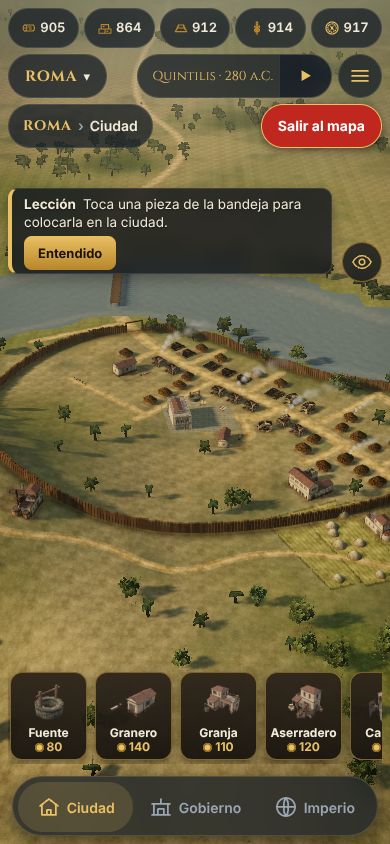 905 864 912 914 917
ROMA ▾ QUINTILIS · 280 A.C.
ROMA › Ciudad Salir al mapa
Lección Toca una pieza de la bandeja para
colocarla en la ciudad.
Entendido
Fuente Granero Granja Aserradero Ca
80 140 110 120
Ciudad Gobierno Imperio